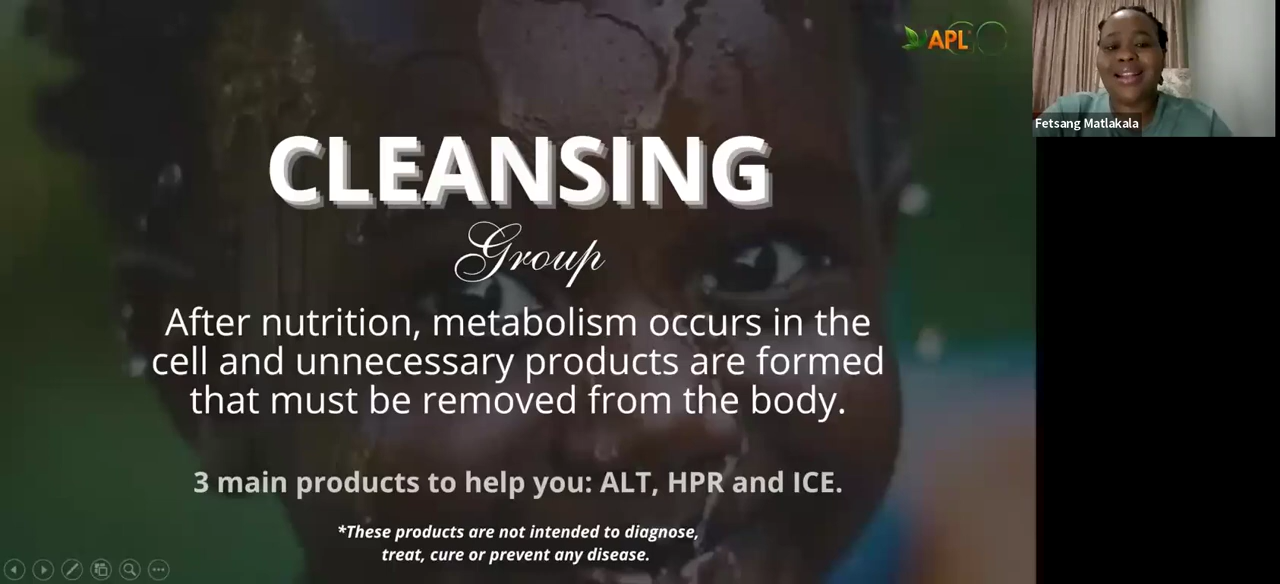 APL GO
CLEANSING
Group
After nutrition, metabolism occurs in the
cell and unnecessary products are formed
that must be removed from the body.
3 main products to help you: ALT, HPR and ICE.
*These products are not intended to diagnose,
treat, cure or prevent any disease.
Fetsang Matlakala